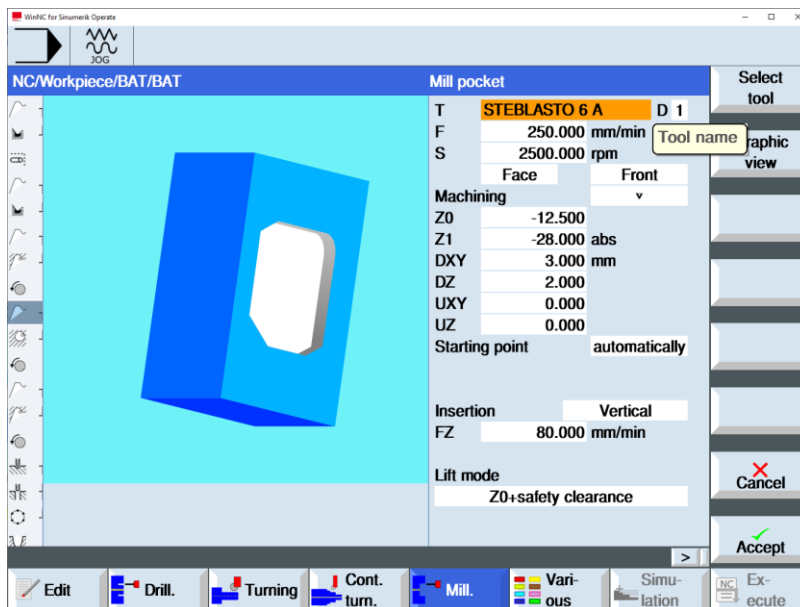 WinNC for Sinumerik Operate
JOG
NC/Workpiece/BAT/BAT
Mill pocket
T STEBLASTO 6 A D 1
F 250.000 mm/min
Tool name
S 2500.000 rpm
Face Front
Machining v
Z0 -12.500
Z1 -28.000 abs
DXY 3.000 mm
DZ 2.000
UXY 0.000
UZ 0.000
Starting point automatically
Insertion Vertical
FZ 80.000 mm/min
Lift mode
Z0+safety clearance
Select
tool
raphic
view
Cancel
Accept
>
Edit
Drill.
Turning
Cont.
turn.
Mill.
Vari-
ous
Simu-
lation
NC
Ex-
ecute